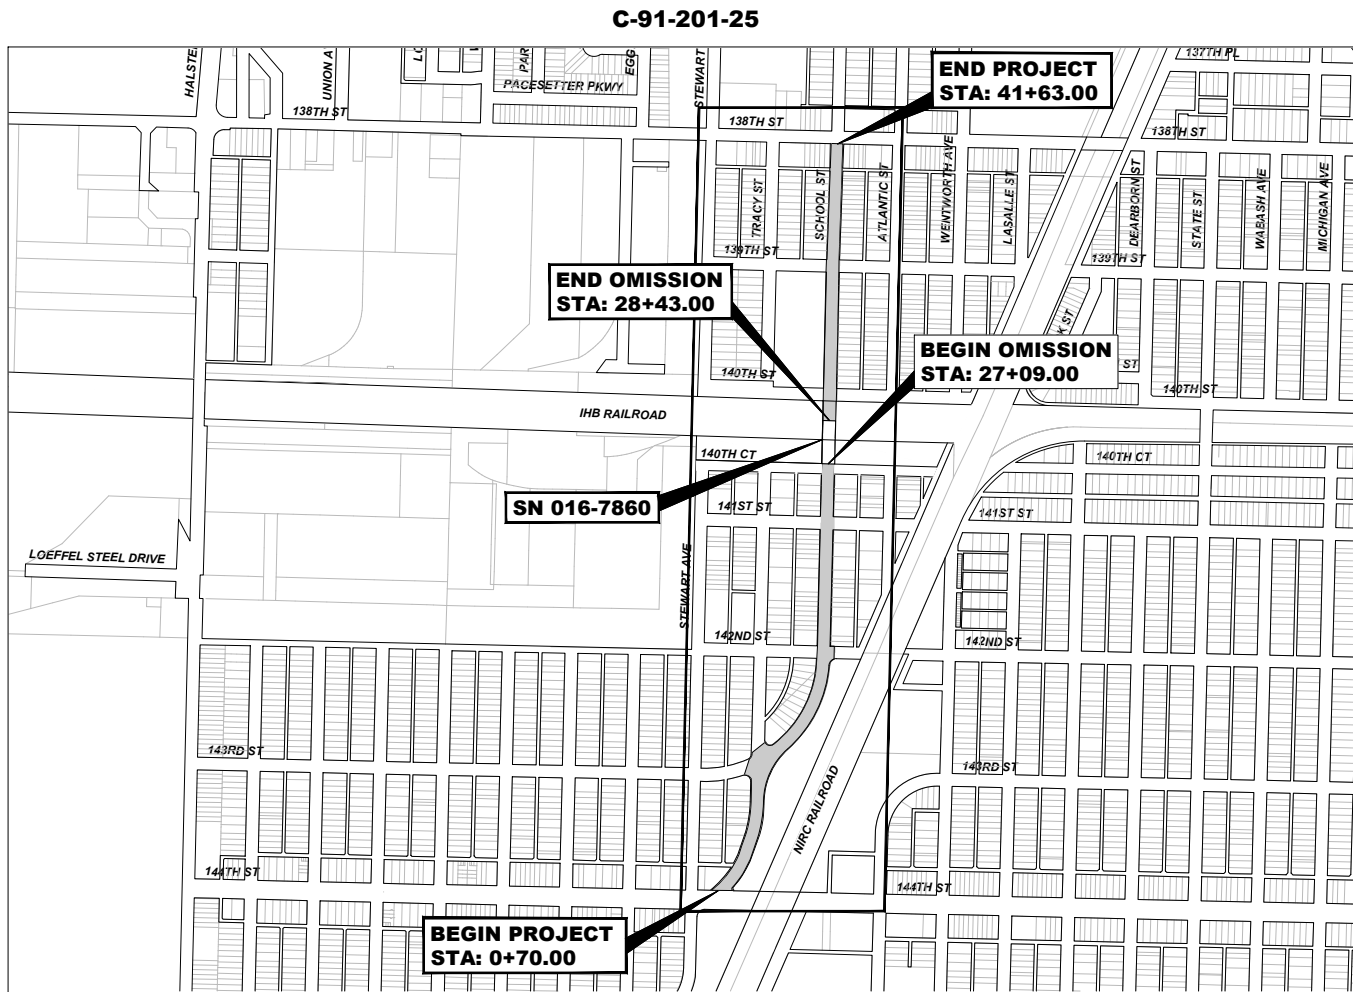 C-91-201-25
137TH PL
PACESETTER PKWY
STEWART
END PROJECT
STA: 41+63.00
138TH ST
138TH ST
138TH ST
TRACY ST
SCHOOL ST
ATLANTIC ST
WENTWORTH AVE
LASALLE ST
DEARBORN ST
STATE ST
WABASH AVE
MICHIGAN AVE
139TH ST
139TH ST
END OMISSION
STA: 28+43.00
BEGIN OMISSION
STA: 27+09.00
140TH ST
ST
140TH ST
IHB RAILROAD
140TH CT
140TH CT
SN 016-7860
141ST ST
141ST ST
LOEFFEL STEEL DRIVE
STEWART AVE
142ND ST
142ND ST
143RD ST
143RD ST
NIRC RAILROAD
144TH ST
144TH ST
BEGIN PROJECT
STA: 0+70.00